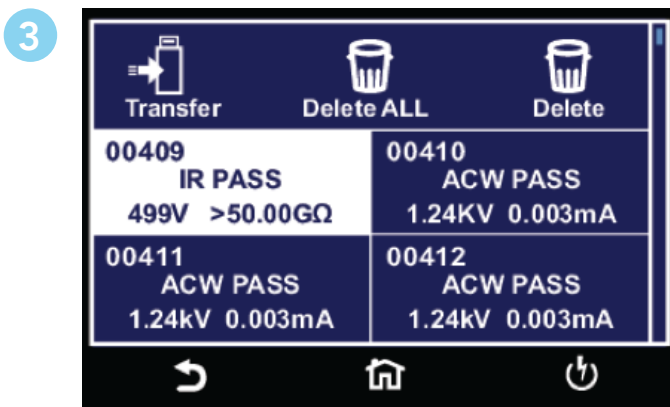 3
Transfer Delete ALL Delete
00409
IR PASS
499V >50.00GΩ
00410
ACW PASS
1.24KV 0.003mA
00411
ACW PASS
1.24kV 0.003mA
00412
ACW PASS
1.24kV 0.003mA